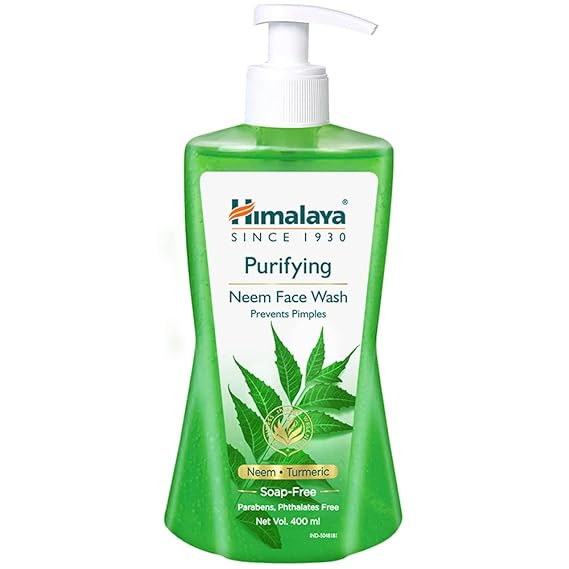 Himalaya®
SINCE 1930
Purifying
Neem Face Wash
Prevents Pimples
Neem • Turmeric
Soap-Free
Parabens, Phthalates Free
Net Vol. 400 ml